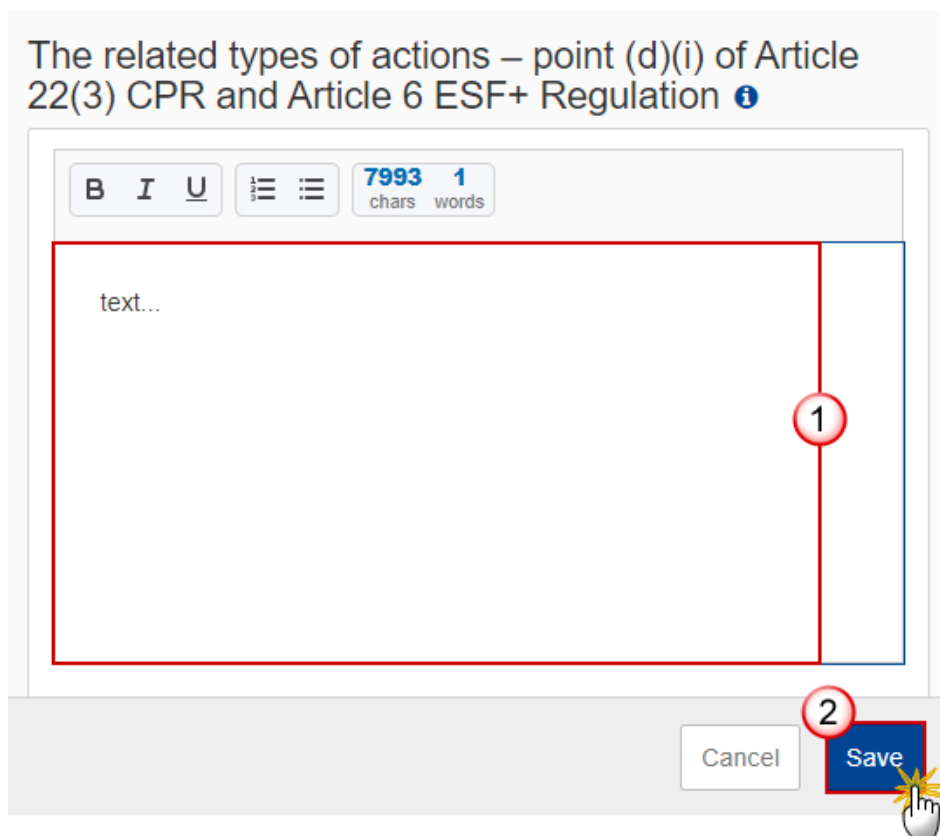 The related types of actions – point (d)(i) of Article
22(3) CPR and Article 6 ESF+ Regulation
B I U 7993 1
chars words
text...
1
2
Cancel Save